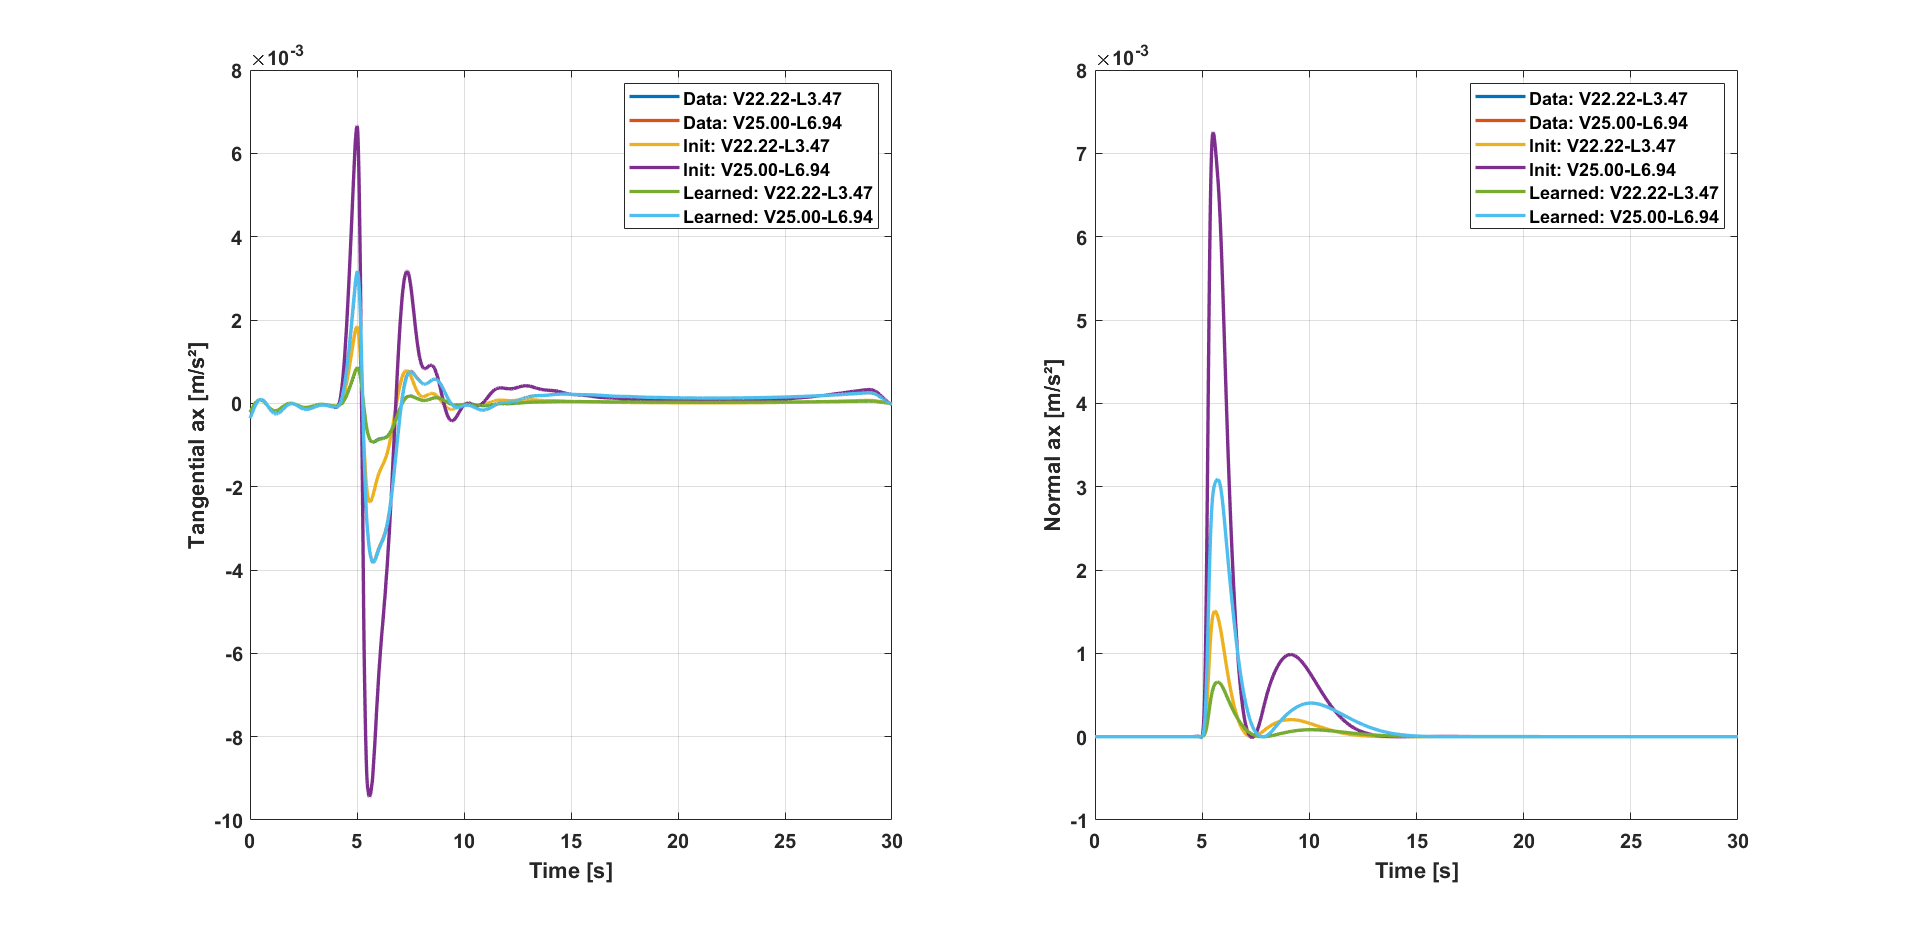 ×10-3
8
6
4
2
0
-2
-4
-6
-8
-10
Tangential ax [m/s²]
0 5 10 15 20 25 30
Time [s]
Data: V22.22-L3.47
Data: V25.00-L6.94
Init: V22.22-L3.47
Init: V25.00-L6.94
Learned: V22.22-L3.47
Learned: V25.00-L6.94
×10-3
8
7
6
5
4
3
2
1
0
-1
Normal ax [m/s²]
0 5 10 15 20 25 30
Time [s]
Data: V22.22-L3.47
Data: V25.00-L6.94
Init: V22.22-L3.47
Init: V25.00-L6.94
Learned: V22.22-L3.47
Learned: V25.00-L6.94